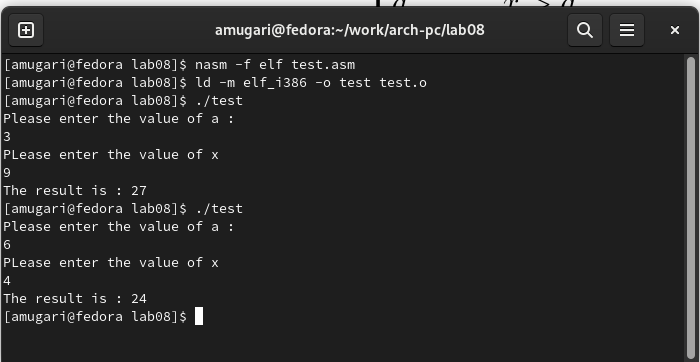 amugari@fedora:~/work/arch-pc/lab08
[amugari@fedora lab08]$ nasm -f elf test.asm
[amugari@fedora lab08]$ ld -m elf_i386 -o test test.o
[amugari@fedora lab08]$ ./test
Please enter the value of a :
3
PLease enter the value of x
9
The result is : 27
[amugari@fedora lab08]$ ./test
Please enter the value of a :
6
PLease enter the value of x
4
The result is : 24
[amugari@fedora lab08]$